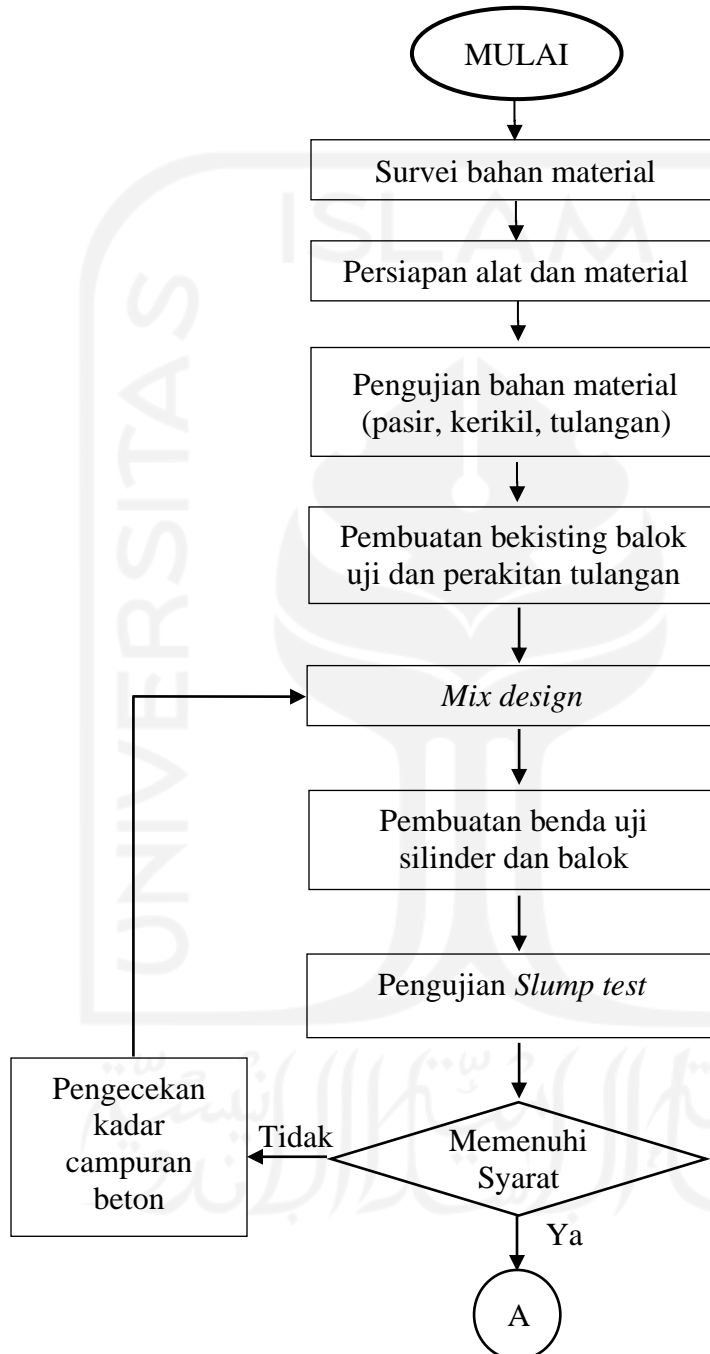 MULAI
Survei bahan material
Persiapan alat dan material
Pengujian bahan material
(pasir, kerikil, tulangan)
Pembuatan bekisting balok
uji dan perakitan tulangan
Mix design
Pembuatan benda uji
silinder dan balok
Pengujian Slump test
Memenuhi
Syarat
Tidak
Pengecekan
kadar
campuran
beton
Ya
A
UNIVERSITAS
ISLAM